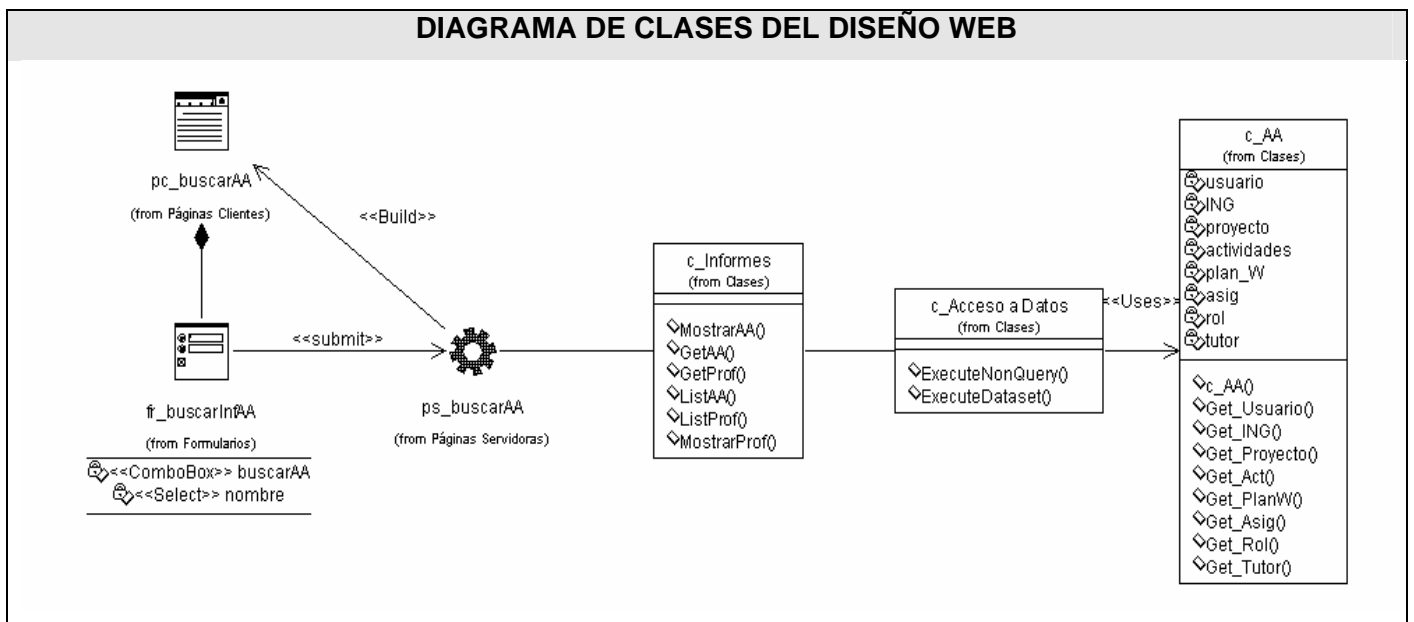 DIAGRAMA DE CLASES DEL DISEÑO WEB
pc_buscarAA
(from Páginas Clientes)
<<Build>>
fr_buscarInfAA
(from Formularios)
<<ComboBox>> buscarAA
<<Select>> nombre
<<submit>>
ps_buscarAA
(from Páginas Servidoras)
c_Informes
(from Clases)
MostrarAA()
GetAA()
GetProf()
ListAA()
ListProf()
MostrarProf()
c_Acceso a Datos
(from Clases)
ExecuteNonQuery()
ExecuteDataset()
<<Uses>>
c_AA
(from Clases)
usuario
ING
proyecto
actividades
plan_W
asig
rol
tutor
c_AA()
Get_Usuario()
Get_ING()
Get_Proyecto()
Get_Act()
Get_PlanW()
Get_Asig()
Get_Rol()
Get_Tutor()